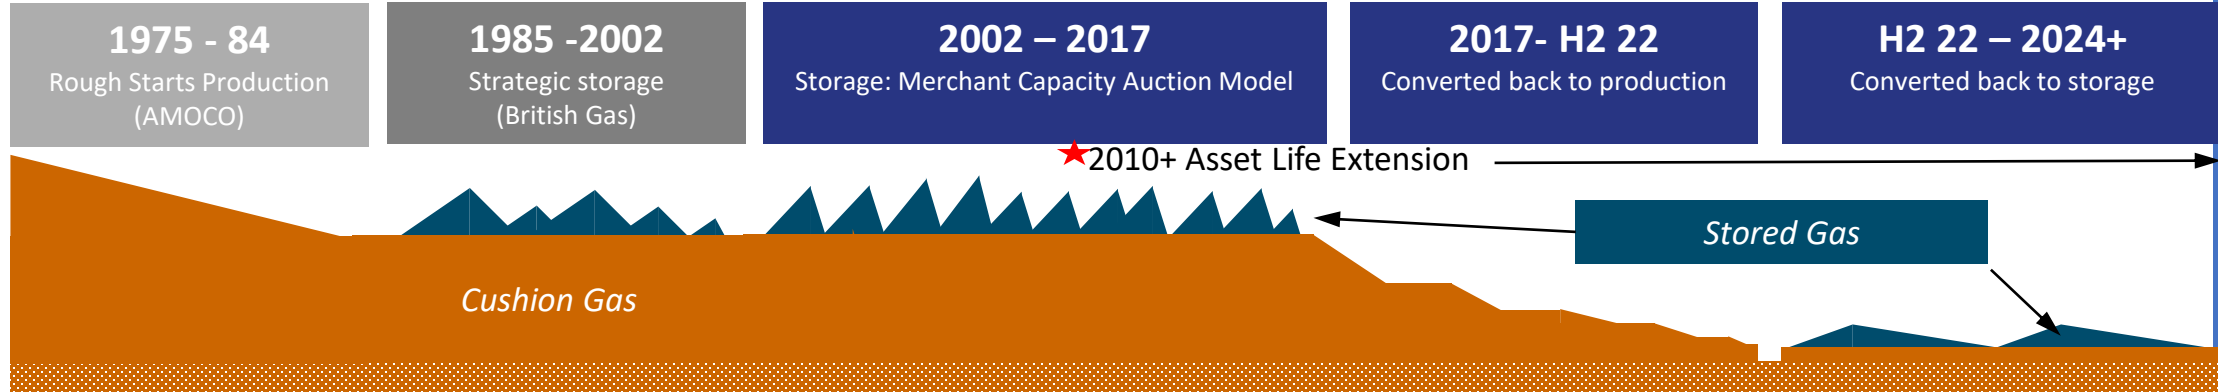 1975 - 84
Rough Starts Production
(AMOCO)
1985 -2002
Strategic storage
(British Gas)
2002 – 2017
Storage: Merchant Capacity Auction Model
2017- H2 22
Converted back to production
H2 22 – 2024+
Converted back to storage
2010+ Asset Life Extension
Stored Gas
Cushion Gas